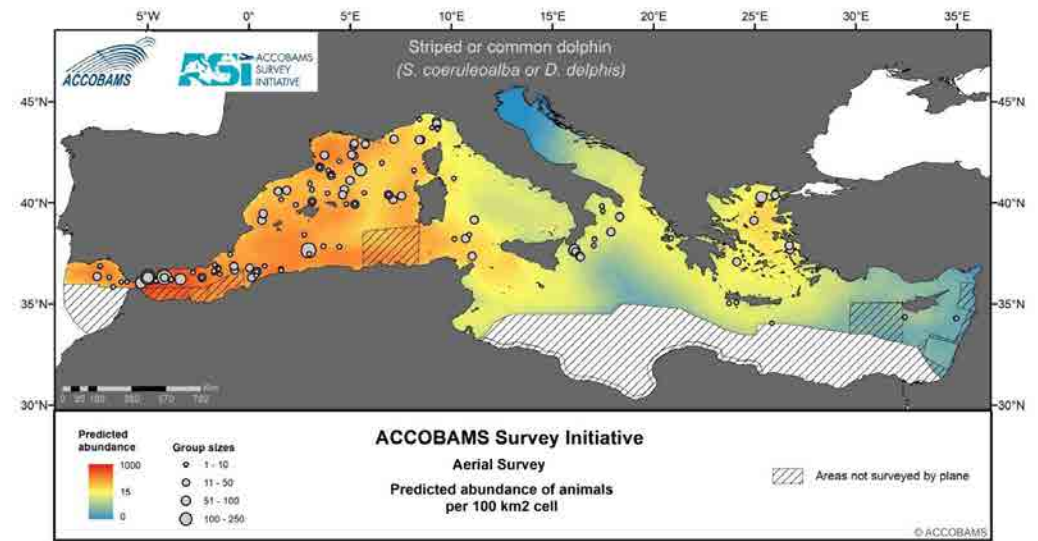 5°W 0° 5°E 10°E 15°E 20°E 25°E 30°E 35°E
ACCOBAMS
ASI ACCOBAMS
SURVEY
INITIATIVE
Striped or common dolphin
(S. coeruleoalba or D. delphis)
45°N 45°N
40°N 40°N
35°N 35°N
30°N 30°N
Predicted
abundance
1000
15
0
Group sizes
1 - 10
11 - 50
51 - 100
100 - 250
ACCOBAMS Survey Initiative
Aerial Survey
Predicted abundance of animals
per 100 km2 cell
Areas not surveyed by plane
© ACCOBAMS